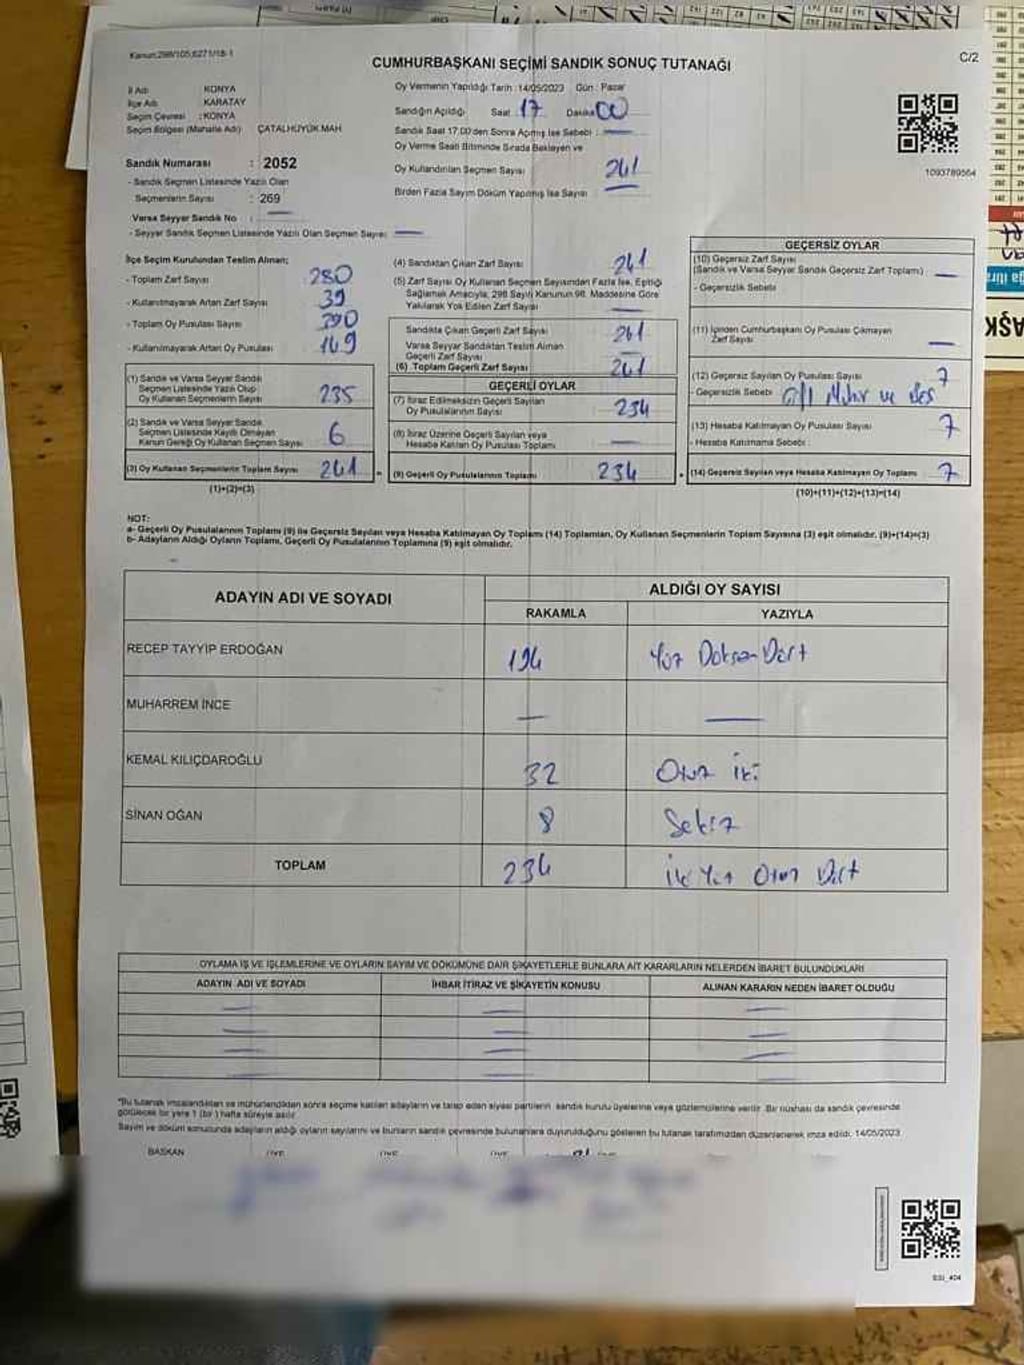 Kanun:298/105,6271/18-1
C/2
CUMHURBAŞKANI SEÇİMİ SANDIK SONUÇ TUTANAĞI
İl Adı KONYA
İlçe Adı KARATAY
Seçim Çevresi : KONYA
Seçim Bölgesi (Mahalle Adı) ÇATALHÜYÜK MAH.
Sandık Numarası : 2052
- Sandık Seçmen Listesinde Yazılı Olan
Seçmenlerin Sayısı : 269
Varsa Seyyar Sandık No :
- Seyyar Sandık Seçmen Listesinde Yazılı Olan Seçmen Sayısı:
Oy Vermenin Yapıldığı Tarih : 14/05/2023 Gün : Pazar
Sandığın Açıldığı Saat 17 Dakika 00
Sandık Saat 17.00'den Sonra Açmış İse Sebebi :
Oy Verme Saati Bitiminde Sırada Bekleyen ve
Oy Kullandırılan Seçmen Sayısı 241
Birden Fazla Sayım Döküm Yapılmış İse Sayısı
1093789564
İlçe Seçim Kurulundan Teslim Alınan;
- Toplam Zarf Sayısı 280
- Kullanılmayarak Artan Zarf Sayısı 39
- Toplam Oy Pusulası Sayısı 390
- Kullanılmayarak Artan Oy Pusulası 149
(1) Sandık ve Varsa Seyyar Sandık
Seçmen Listesinde Yazılı Olup
Oy Kullanan Seçmenlerin Sayısı 235
(2) Sandık ve Varsa Seyyar Sandık
Seçmen Listesinde Kayıtlı Olmayan
Kanun Gereği Oy Kullanan Seçmen Sayısı 6
(3) Oy Kullanan Seçmenlerin Toplam Sayısı 241
(1)+(2)=(3)
(4) Sandıktan Çıkan Zarf Sayısı 241
(5) Zarf Sayısı Oy Kullanan Seçmen Sayısından Fazla İse, Eşitliği
Sağlamak Amacıyla, 298 Sayılı Kanunun 98. Maddesine Göre
Yakılarak Yok Edilen Zarf Sayısı
Sandıkta Çıkan Geçerli Zarf Sayısı 241
Varsa Seyyar Sandıktan Teslim Alınan
Geçerli Zarf Sayısı
(6) Toplam Geçerli Zarf Sayısı 241
GEÇERLİ OYLAR
(7) İtiraz Edilmeksizin Geçerli Sayılan
Oy Pusulalarının Sayısı 234
(8) İtiraz Üzerine Geçerli Sayılan veya
Hesaba Katılan Oy Pusulası Toplamı
(9) Geçerli Oy Pusulalarının Toplamı 234
GEÇERSİZ OYLAR
(10) Geçersiz Zarf Sayısı
(Sandık ve Varsa Seyyar Sandık Geçersiz Zarf Toplamı)
- Geçersizlik Sebebi
(11) İçinden Cumhurbaşkanı Oy Pusulası Çıkmayan
Zarf Sayısı
(12) Geçersiz Sayılan Oy Pusulası Sayısı 7
- Geçersizlik Sebebi Mühür ve
(13) Hesaba Katılmayan Oy Pusulası Sayısı 7
- Hesaba Katılmama Sebebi :
(14) Geçersiz Sayılan veya Hesaba Katılmayan Oy Toplamı 7
(10)+(11)+(12)+(13)=(14)
NOT:
a- Geçerli Oy Pusulalarının Toplamı (9) ile Geçersiz Sayılan veya Hesaba Katılmayan Oy Toplamı (14) Toplamları, Oy Kullanan Seçmenlerin Toplam Sayısına (3) eşit olmalıdır. (9)+(14)=(3)
b- Adayların Aldığı Oyların Toplamı, Geçerli Oy Pusulalarının Toplamına (9) eşit olmalıdır.
ADAYIN ADI VE SOYADI ALDIĞI OY SAYISI
RAKAMLA YAZIYLA
RECEP TAYYİP ERDOĞAN 194 Yüz Doksan Dört
MUHARREM İNCE
KEMAL KILIÇDAROĞLU 32 Otuz İki
SİNAN OĞAN 8 Sekiz
TOPLAM 234 İki Yüz Otuz Dört
OYLAMA İŞ VE İŞLEMLERİNE VE OYLARIN SAYIM VE DÖKÜMÜNE DAİR ŞİKAYETLERLE BUNLARA AİT KARARLARIN NELERDEN İBARET BULUNDUKLARI
ADAYIN ADI VE SOYADI İHBAR İTİRAZ VE ŞİKAYETİN KONUSU ALINAN KARARIN NEDEN İBARET OLDUĞU
*Bu tutanak imzalandıktan ve mühürlendikten sonra seçime katılan adayların ve talep eden siyasi partilerin sandık kurulu üyelerine veya gözlemcilerine verilir. Bir nüshası da sandık çevresinde
görülecek bir yere 1 (bir ) hafta süreyle asılır.
Sayım ve döküm sonucunda adayların aldığı oyların sayılarını ve bunların sandık çevresinde bulunanlara duyurulduğunu gösteren bu tutanak tarafımızdan düzenlenerek imza edildi. 14/05/2023
BAŞKAN ÜYE ÜYE ÜYE